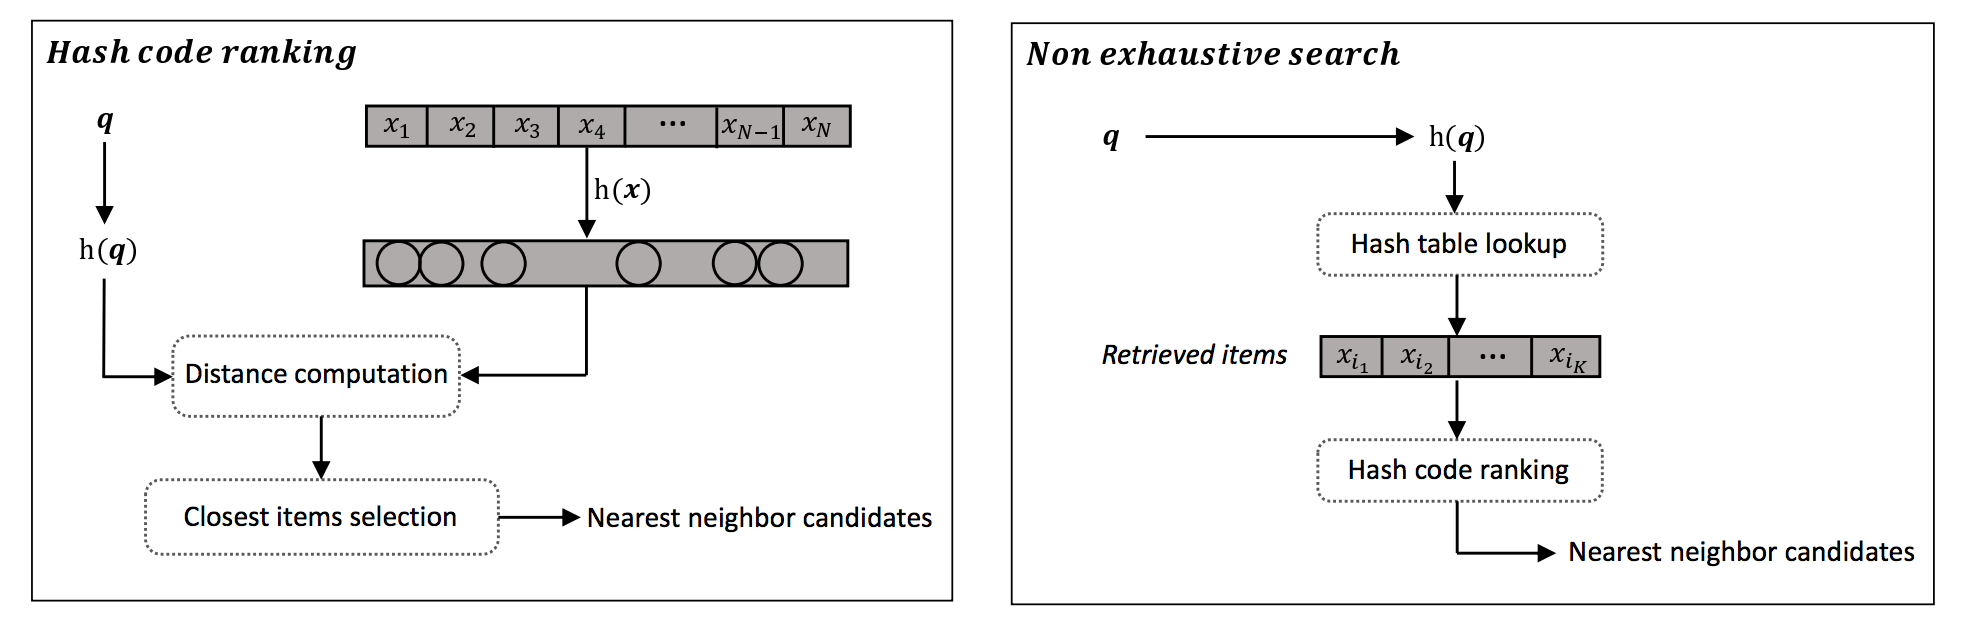 Hash code ranking
q
x1 x2 x3 x4 ... xN−1 xN
h(x)
h(q)
Distance computation
Closest items selection
Nearest neighbor candidates
Non exhaustive search
q
h(q)
Hash table lookup
Retrieved items
xi1 xi2 ... xiK
Hash code ranking
Nearest neighbor candidates